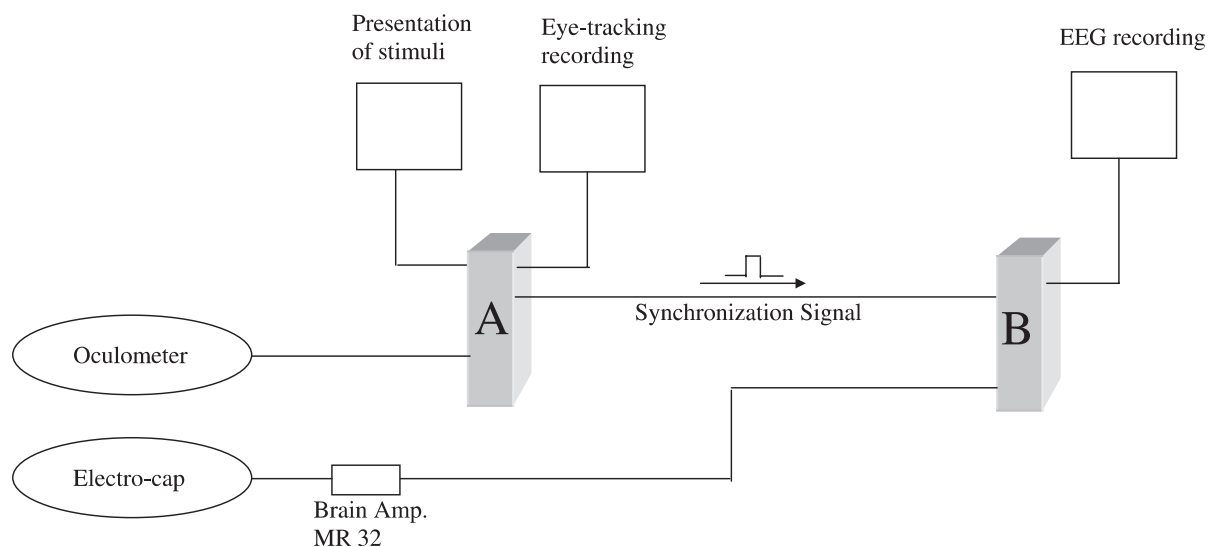 Presentation
of stimuli
Eye-tracking
recording
EEG recording
A
Synchronization Signal
B
Oculometer
Electro-cap
Brain Amp.
MR 32